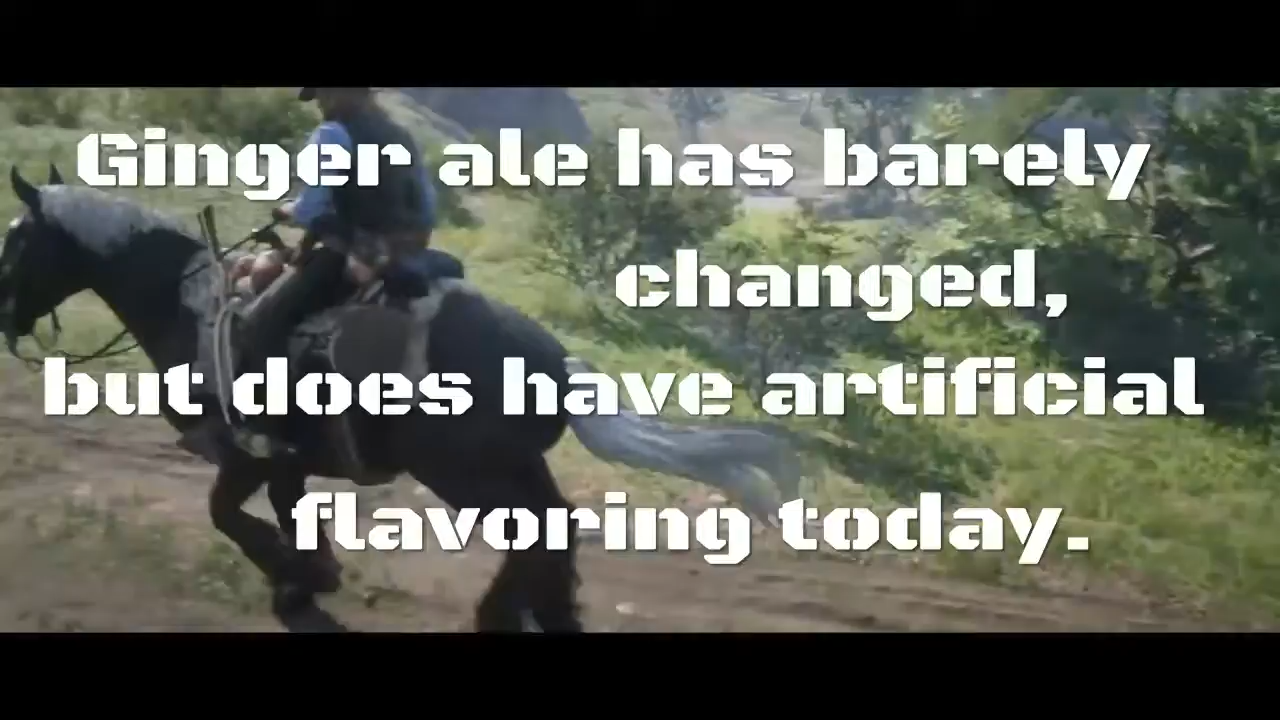 Ginger ale has barely
changed,
but does have artificial
flavoring today.